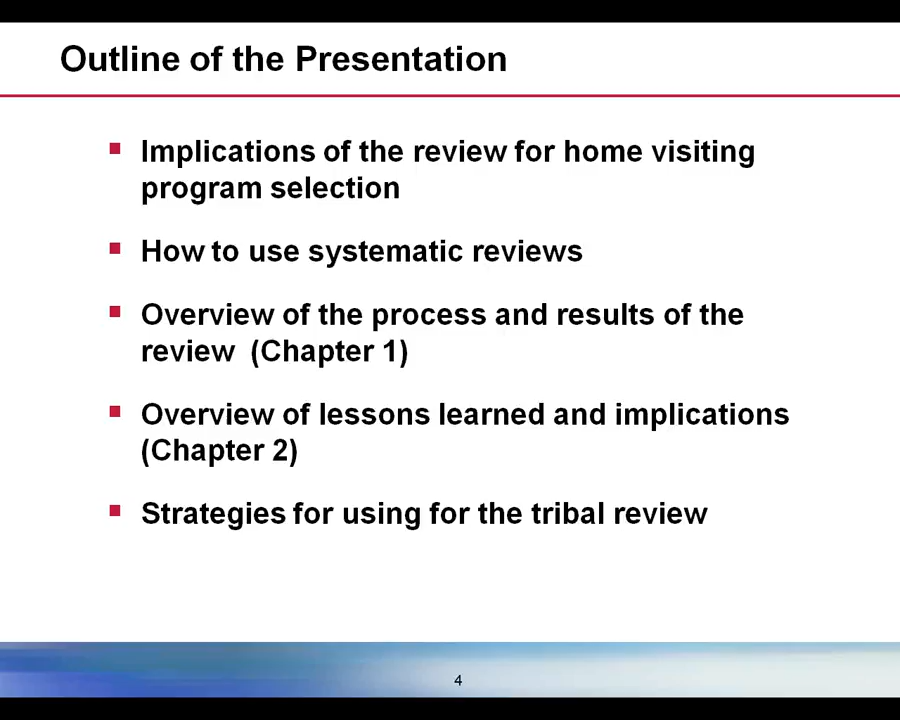 Outline of the Presentation
Implications of the review for home visiting
program selection
How to use systematic reviews
Overview of the process and results of the
review (Chapter 1)
Overview of lessons learned and implications
(Chapter 2)
Strategies for using for the tribal review
4